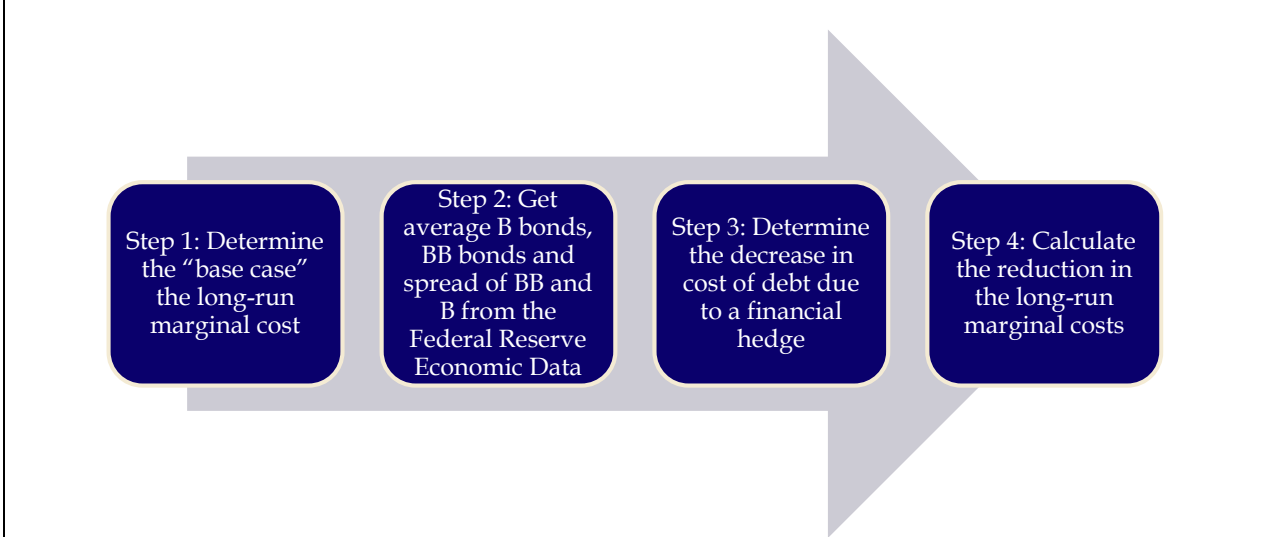 Step 1: Determine
the “base case”
the long-run
marginal cost
Step 2: Get
average B bonds,
BB bonds and
spread of BB and
B from the
Federal Reserve
Economic Data
Step 3: Determine
the decrease in
cost of debt due
to a financial
hedge
Step 4: Calculate
the reduction in
the long-run
marginal costs